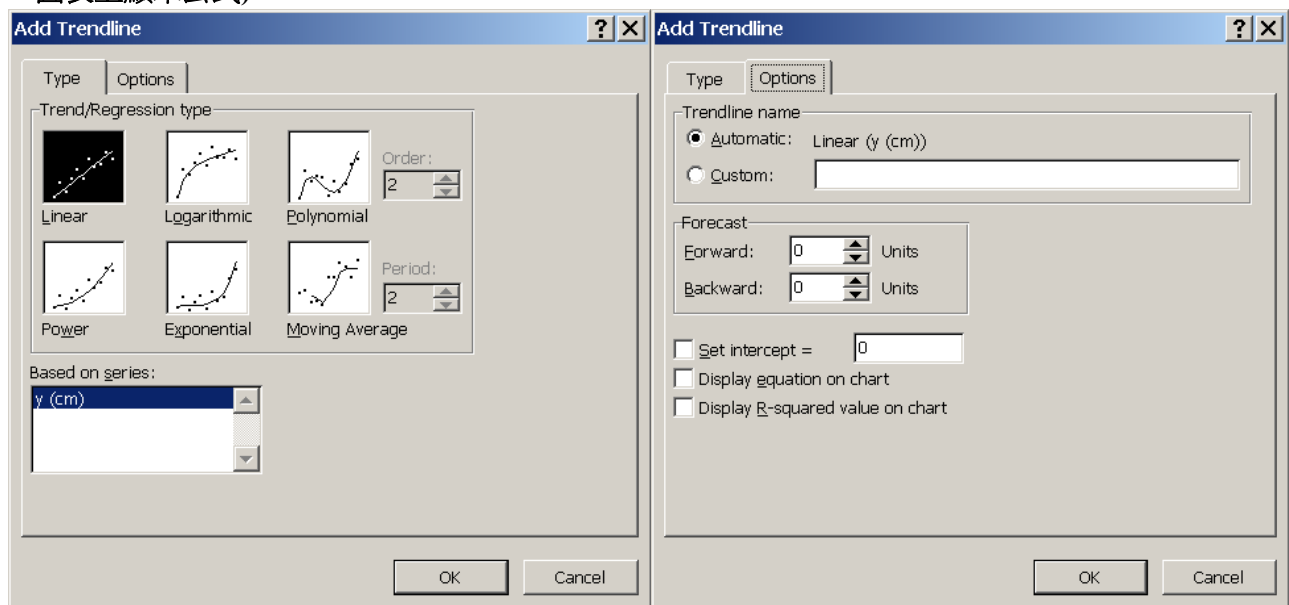 Add Trendline
Type Options
Trend/Regression type
Linear Logarithmic Polynomial
Order:
2
Power Exponential Moving Average
Period:
2
Based on series:
y (cm)
OK Cancel
Add Trendline
Type Options
Trendline name
Automatic: Linear (y (cm))
Custom:
Forecast
Forward: 0 Units
Backward: 0 Units
Set intercept = 0
Display equation on chart
Display R-squared value on chart
OK Cancel